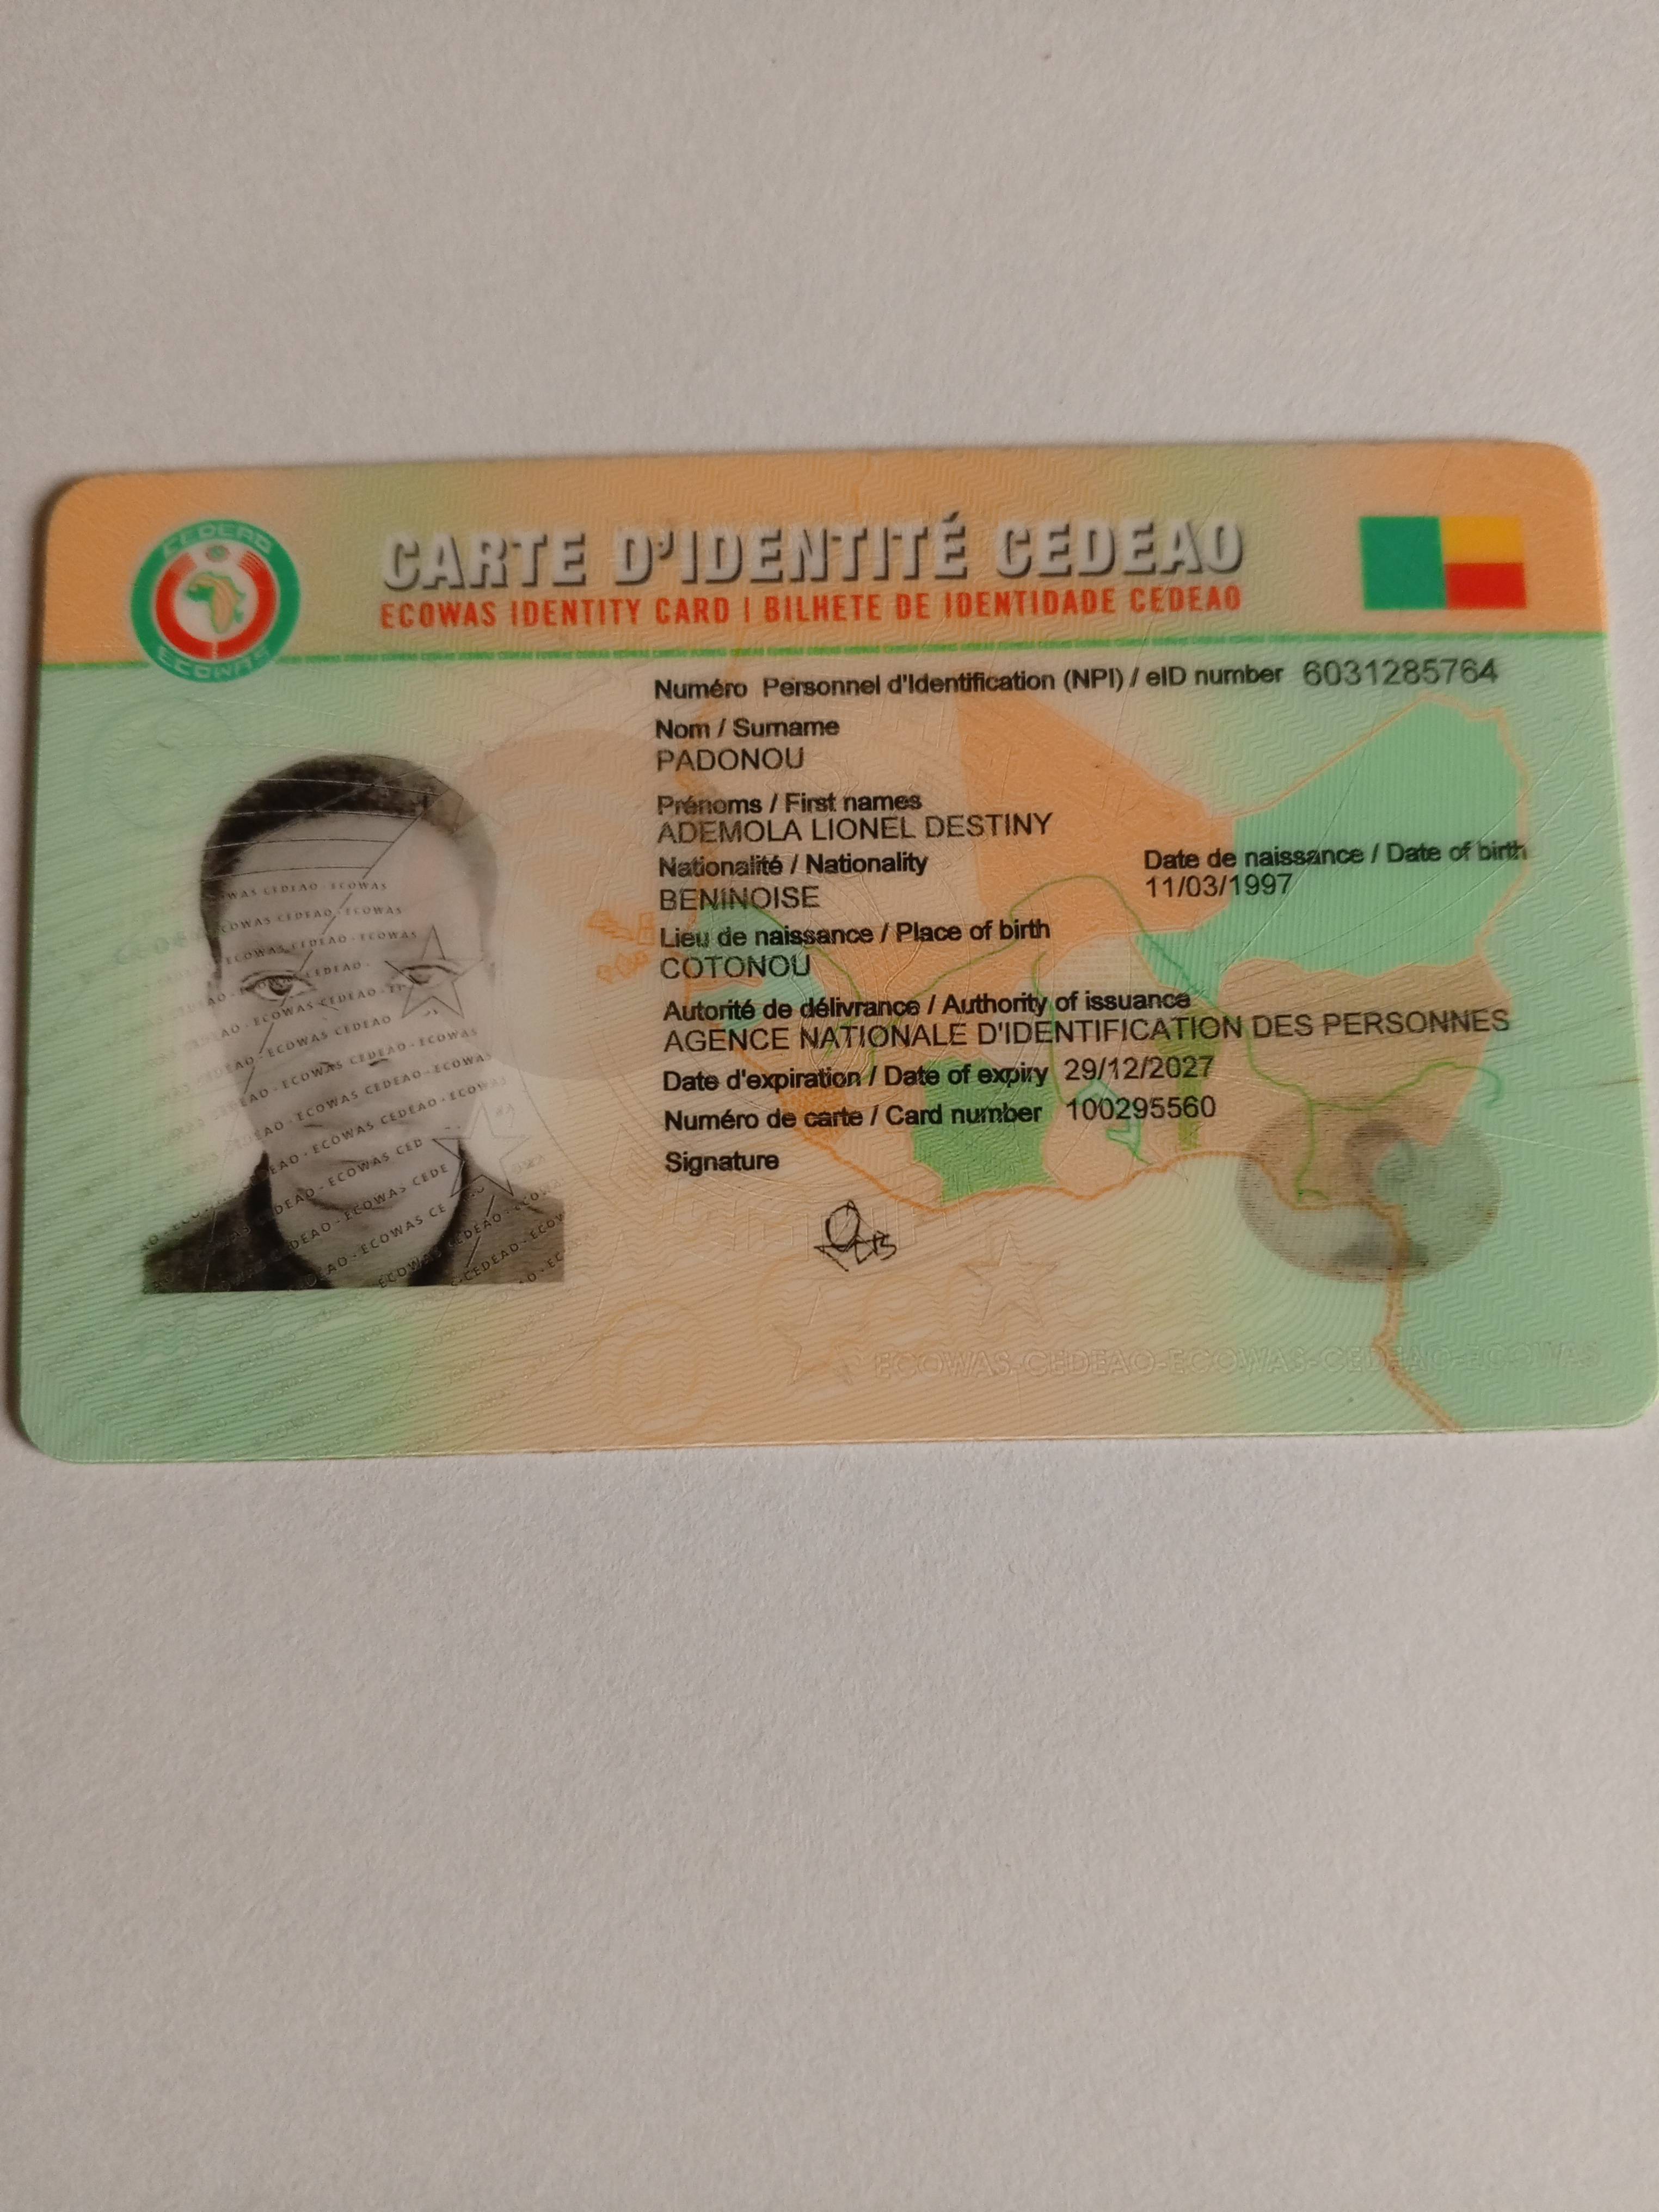 CEDEAO
ECOWAS
CARTE D'IDENTITÉ CEDEAO
ECOWAS IDENTITY CARD | BILHETE DE IDENTIDADE CEDEAO
Numéro Personnel d'Identification (NPI) / eID number 6031285764
Nom / Surname
PADONOU
Prénoms / First names
ADEMOLA LIONEL DESTINY
Nationalité / Nationality
BENINOISE
Date de naissance / Date of birth
11/03/1997
Lieu de naissance / Place of birth
COTONOU
Autorité de délivrance / Authority of issuance
AGENCE NATIONALE D'IDENTIFICATION DES PERSONNES
Date d'expiration / Date of expiry 29/12/2027
Numéro de carte / Card number 100295560
Signature
ECOWAS-CEDEAO-ECOWAS-CEDEAO-ECOWAS